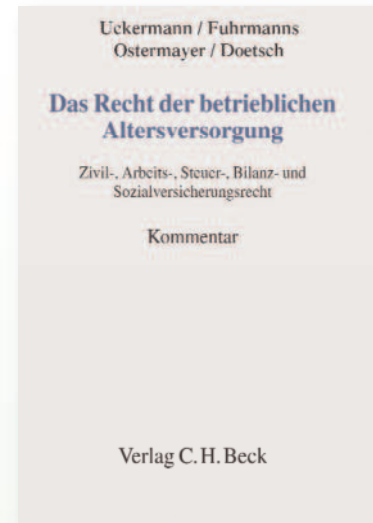 Uckermann / Fuhrmanns
Ostermayer / Doetsch
Das Recht der betrieblichen
Altersversorgung
Zivil-, Arbeits-, Steuer-, Bilanz- und
Sozialversicherungsrecht
Kommentar
Verlag C.H.Beck